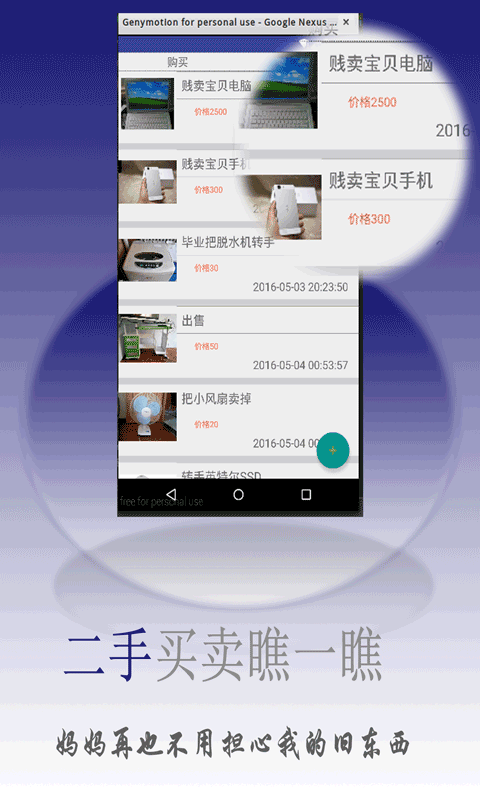 Genymotion for personal use - Google Nexus ...
购买
购买
贱卖宝贝电脑
价格2500
贱卖宝贝电脑
价格2500
2016-
贱卖宝贝手机
价格300
贱卖宝贝手机
价格300
毕业把脱水机转手
价格30
2016-05-03 20:23:50
出售
价格50
2016-05-04 00:53:57
把小风扇卖掉
价格20
2016-05-04 00
转手英特尔SSD
free for personal use
二手买卖瞧一瞧
妈妈再也不用担心我的旧东西